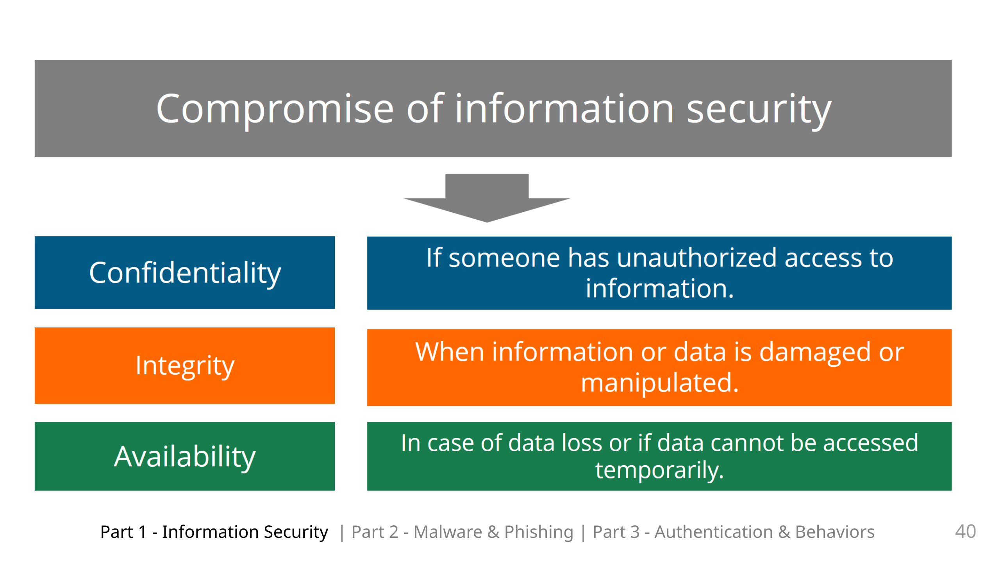 Compromise of information security
Confidentiality
If someone has unauthorized access to
information.
Integrity
When information or data is damaged or
manipulated.
Availability
In case of data loss or if data cannot be accessed
temporarily.
Part 1 - Information Security | Part 2 - Malware & Phishing | Part 3 - Authentication & Behaviors
40